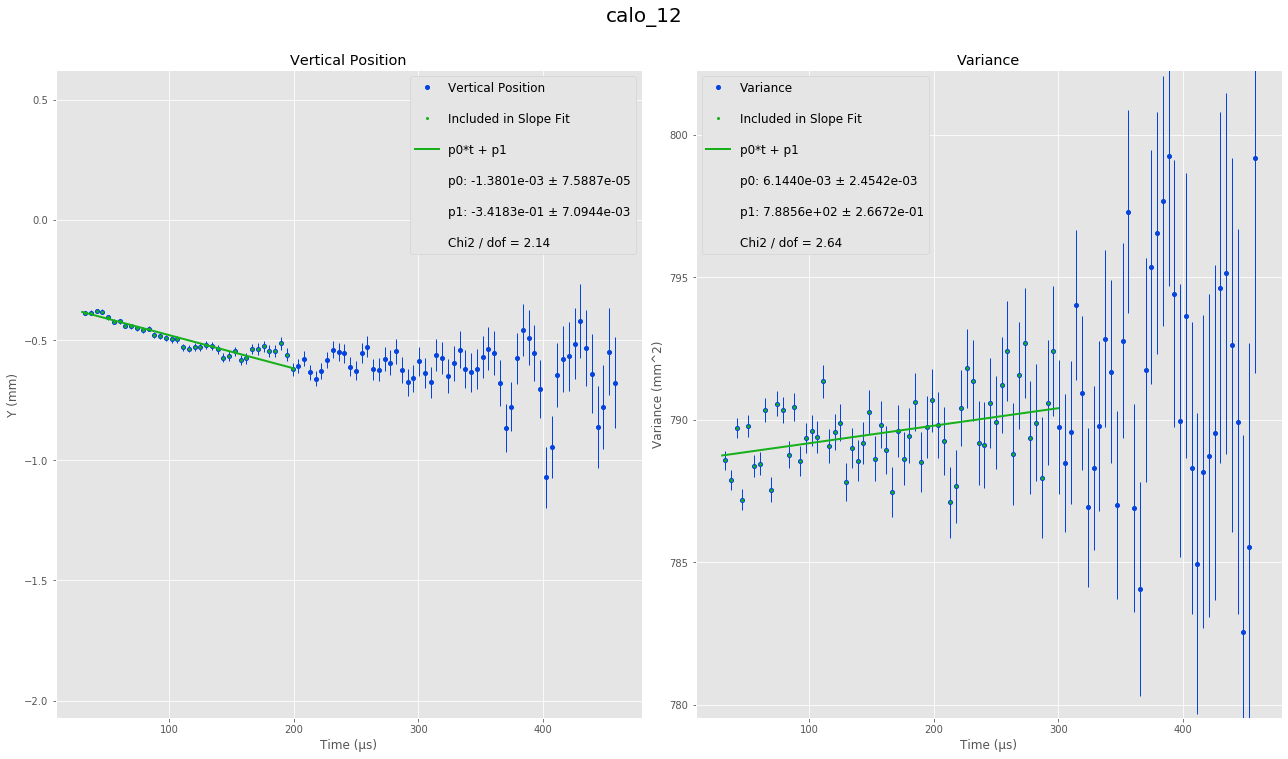 calo_12
Vertical Position
Vertical Position
Included in Slope Fit
p0*t + p1
p0: -1.3801e-03 ± 7.5887e-05
p1: -3.4183e-01 ± 7.0944e-03
Chi2 / dof = 2.14
0.5
0.0
−0.5
−1.0
−1.5
−2.0
Y (mm)
100
200
300
400
Time (μs)
Variance
Variance
Included in Slope Fit
p0*t + p1
p0: 6.1440e-03 ± 2.4542e-03
p1: 7.8856e+02 ± 2.6672e-01
Chi2 / dof = 2.64
800
795
790
785
780
Variance (mm^2)
100
200
300
400
Time (μs)